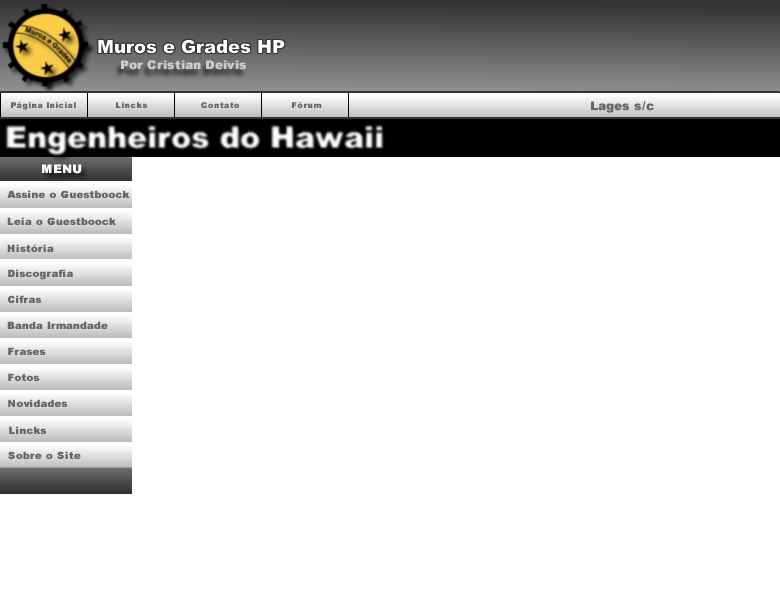 Muros e Grades
Muros e Grades HP
Por Cristian Deivis
Página Inicial
Lincks
Contato
Fórum
Lages s/c
Engenheiros do Hawaii
MENU
Assine o Guestboock
Leia o Guestboock
História
Discografia
Cifras
Banda Irmandade
Frases
Fotos
Novidades
Lincks
Sobre o Site